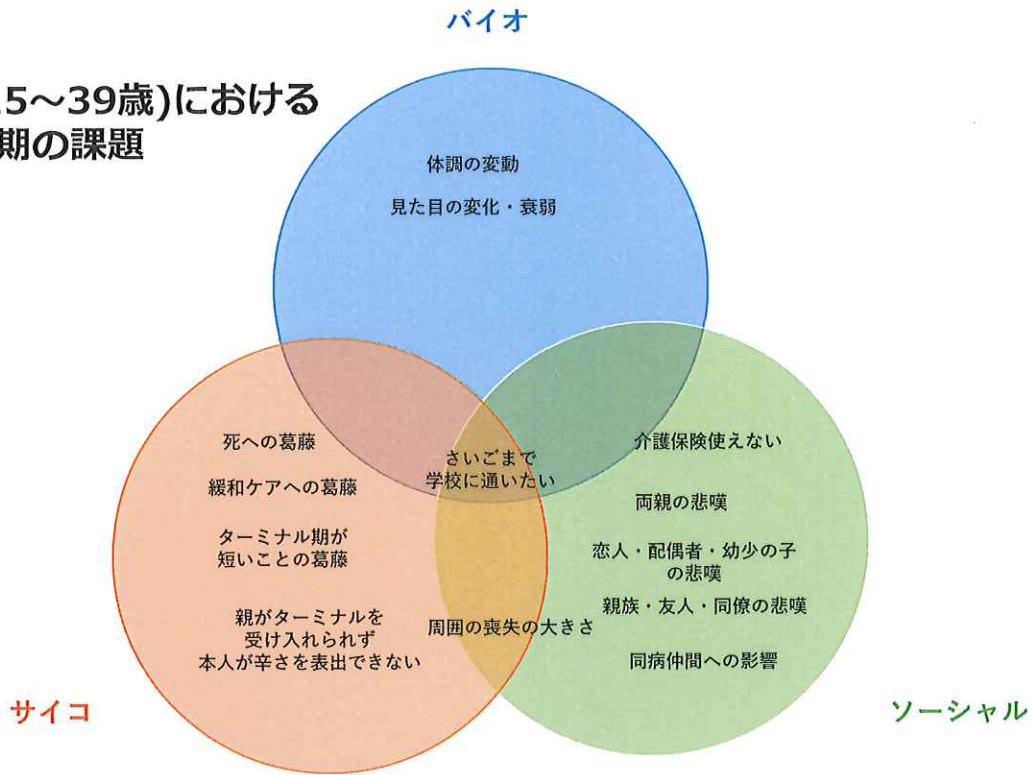 バイオ
5〜39歳)における
期の課題
体調の変動
見た目の変化・衰弱
死への葛藤
緩和ケアへの葛藤
ターミナル期が
短いことの葛藤
親がターミナルを
受け入れられず
本人が辛さを表出できない
さいごまで
学校に通いたい
周囲の喪失の大きさ
介護保険使えない
両親の悲嘆
恋人・配偶者・幼少の子
の悲嘆
親族・友人・同僚の悲嘆
同病仲間への影響
サイコ
ソーシャル